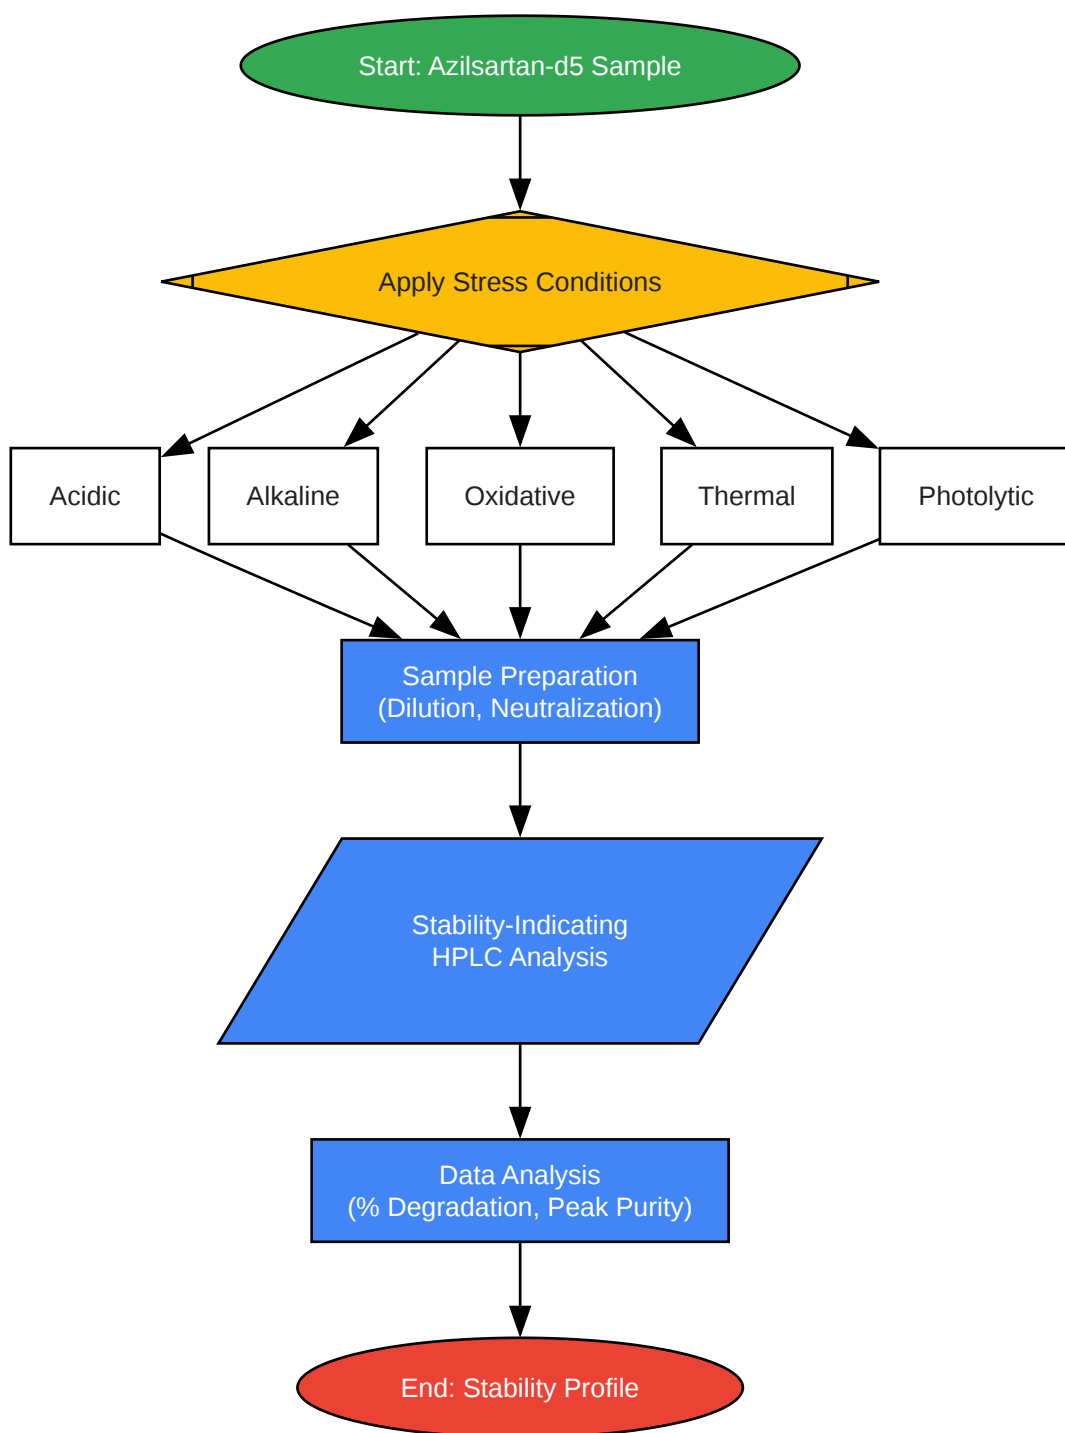 Start: Azilsartan-d5 Sample
Apply Stress Conditions
Acidic
Alkaline
Oxidative
Thermal
Photolytic
Sample Preparation
(Dilution, Neutralization)
Stability-Indicating
HPLC Analysis
Data Analysis
(% Degradation, Peak Purity)
End: Stability Profile